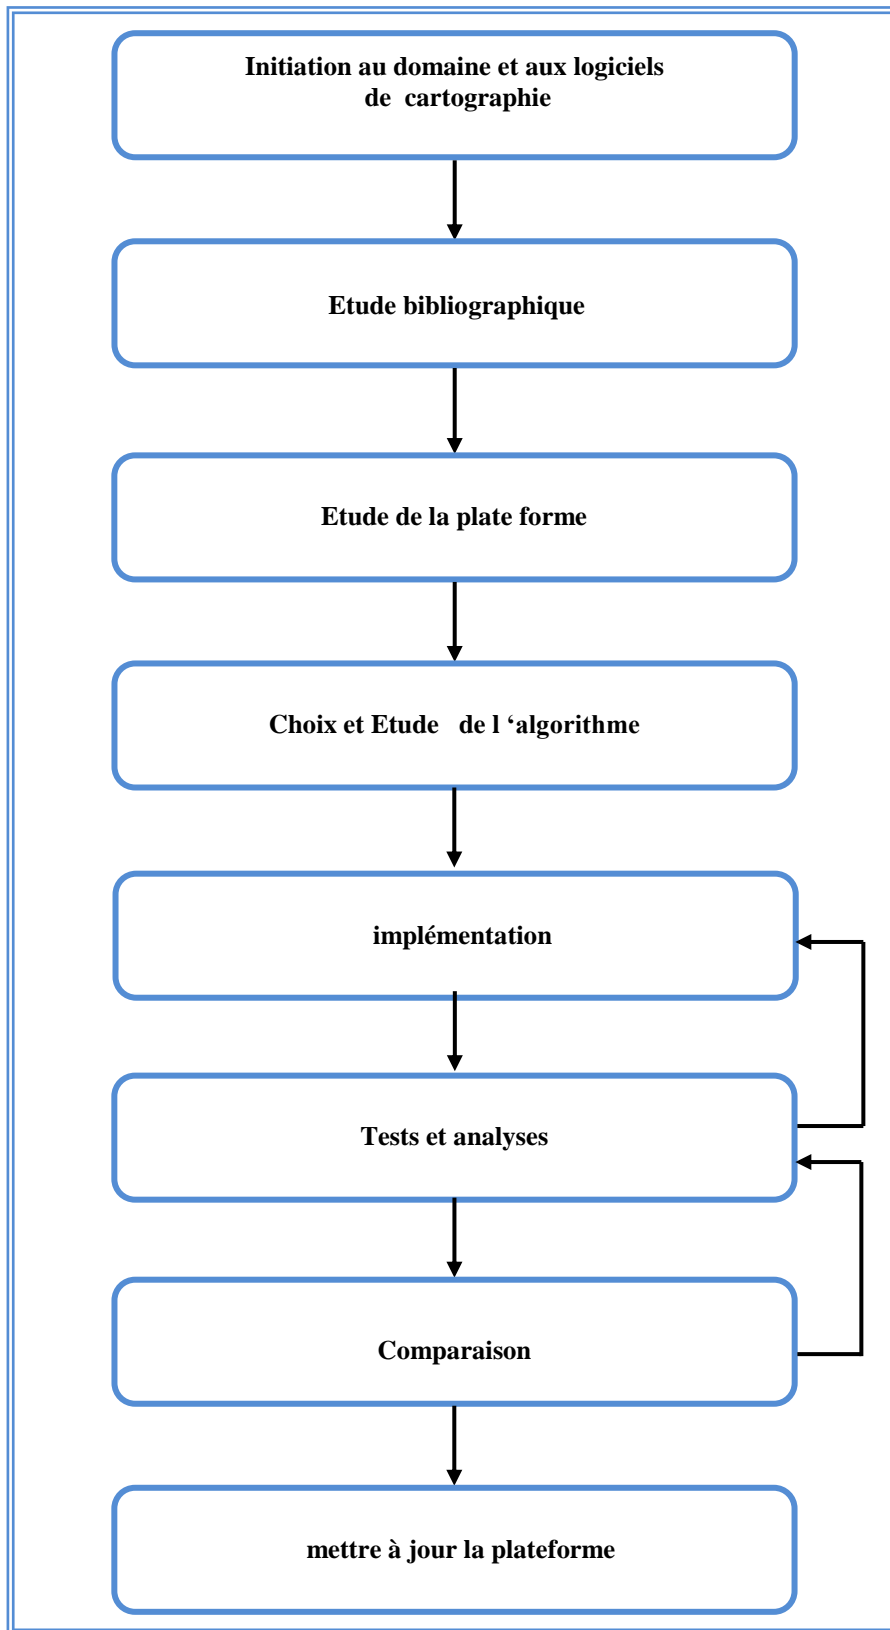 Initiation au domaine et aux logiciels
de cartographie
Etude bibliographique
Etude de la plate forme
Choix et Etude de l ‘algorithme
implémentation
Tests et analyses
Comparaison
mettre à jour la plateforme